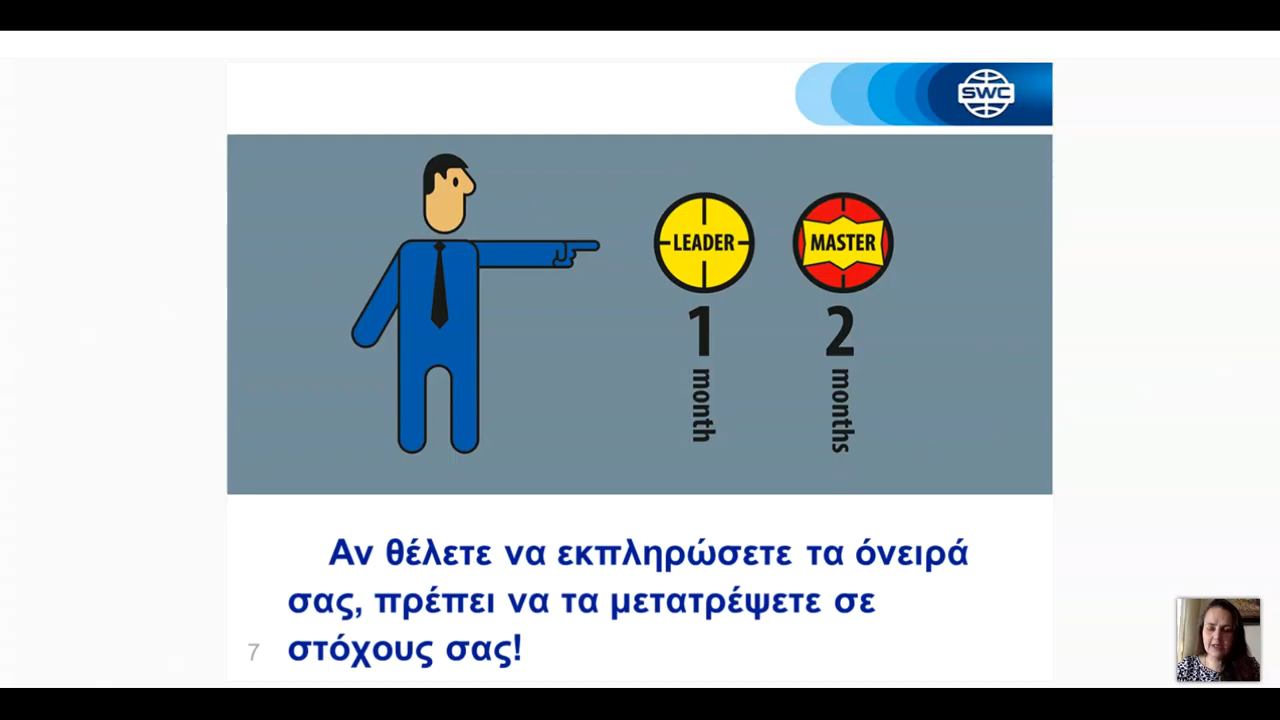 SWC
LEADER
MASTER
1
2
month
months
Αν θέλετε να εκπληρώσετε τα όνειρά
σας, πρέπει να τα μετατρέψετε σε
στόχους σας!
7